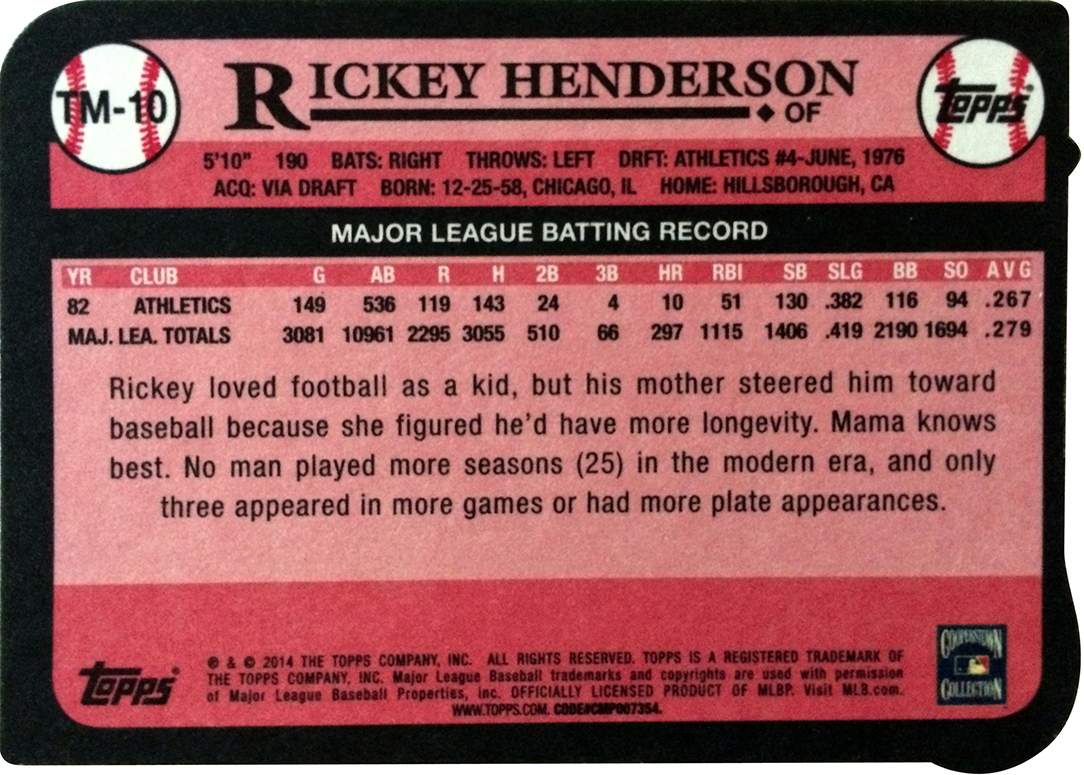 TM-10
RICKEY HENDERSON
OF
topps
5'10" 190 BATS: RIGHT THROWS: LEFT DRFT: ATHLETICS #4-JUNE, 1976
ACQ: VIA DRAFT BORN: 12-25-58, CHICAGO, IL HOME: HILLSBOROUGH, CA
MAJOR LEAGUE BATTING RECORD
YR CLUB G AB R H 2B 3B HR RBI SB SLG BB SO AVG
82 ATHLETICS 149 536 119 143 24 4 10 51 130 .382 116 94 .267
MAJ. LEA. TOTALS 3081 10961 2295 3055 510 66 297 1115 1406 .419 2190 1694 .279
Rickey loved football as a kid, but his mother steered him toward
baseball because she figured he'd have more longevity. Mama knows
best. No man played more seasons (25) in the modern era, and only
three appeared in more games or had more plate appearances.
topps
® & © 2014 THE TOPPS COMPANY, INC. ALL RIGHTS RESERVED. TOPPS IS A REGISTERED TRADEMARK OF
THE TOPPS COMPANY, INC. Major League Baseball trademarks and copyrights are used with permission
of Major League Baseball Properties, Inc. OFFICIALLY LICENSED PRODUCT OF MLBP. Visit MLB.com.
WWW.TOPPS.COM. CODE#CMP007354.
COOPERSTOWN
COLLECTION